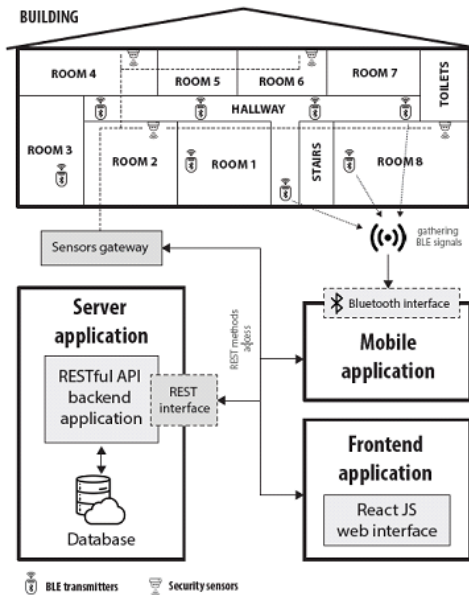 BUILDING
ROOM 4
ROOM 5
ROOM 6
ROOM 7
TOILETS
HALLWAY
ROOM 3
ROOM 2
ROOM 1
STAIRS
ROOM 8
gathering
BLE signals
Sensors gateway
Bluetooth interface
Server
application
RESTful API
backend
application
REST
interface
Database
REST methods
access
Mobile
application
Frontend
application
React JS
web interface
BLE transmitters
Security sensors